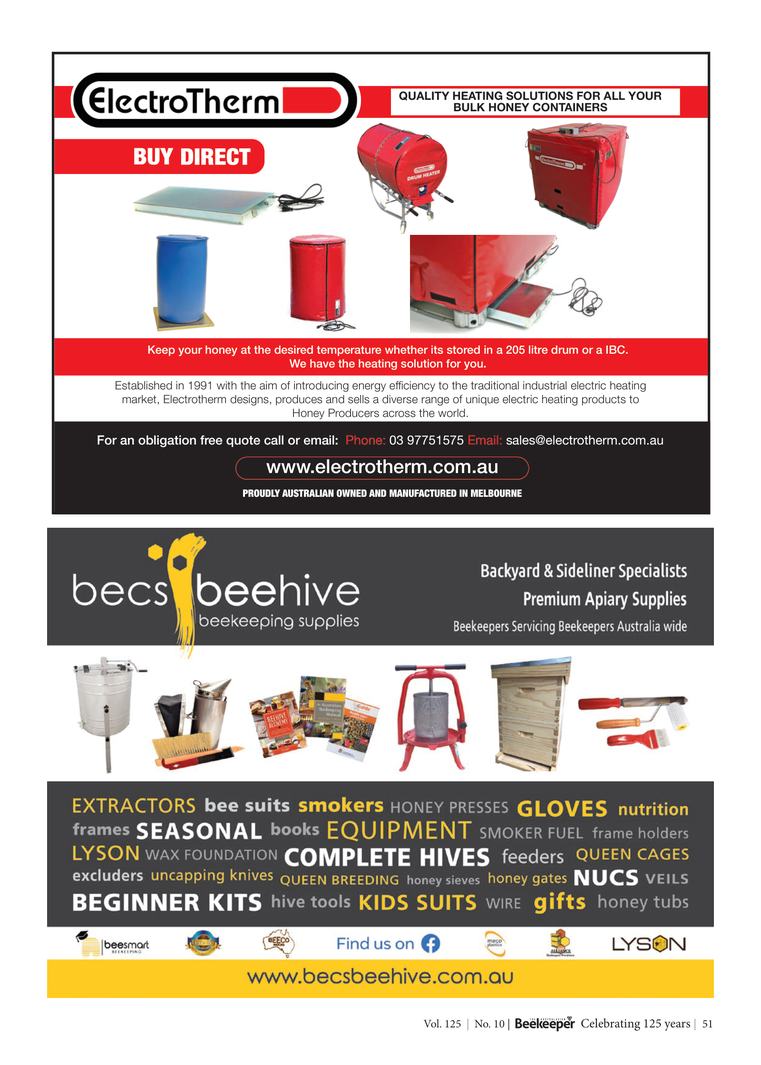 ElectroTherm
QUALITY HEATING SOLUTIONS FOR ALL YOUR
BULK HONEY CONTAINERS
BUY DIRECT
DRUM HEATER
ElectroTherm
Keep your honey at the desired temperature whether its stored in a 205 litre drum or a IBC.
We have the heating solution for you.
Established in 1991 with the aim of introducing energy efficiency to the traditional industrial electric heating
market, Electrotherm designs, produces and sells a diverse range of unique electric heating products to
Honey Producers across the world.
For an obligation free quote call or email: Phone: 03 97751575 Email: sales@electrotherm.com.au
www.electrotherm.com.au
PROUDLY AUSTRALIAN OWNED AND MANUFACTURED IN MELBOURNE
becs beehive
beekeeping supplies
Backyard & Sideliner Specialists
Premium Apiary Supplies
Beekeepers Servicing Beekeepers Australia wide
BEEHIVE
ALCHEMY
EXTRACTORS bee suits smokers HONEY PRESSES GLOVES nutrition
frames SEASONAL books EQUIPMENT SMOKER FUEL frame holders
LYSON WAX FOUNDATION COMPLETE HIVES feeders QUEEN CAGES
excluders uncapping knives QUEEN BREEDING honey sieves honey gates NUCS VEILS
BEGINNER KITS hive tools KIDS SUITS WIRE gifts honey tubs
beesmart
BEEKEEPING
BEECO
Find us on
LYSON
www.becsbeehive.com.au
Vol. 125 | No. 10 | Beekeeper Celebrating 125 years | 51